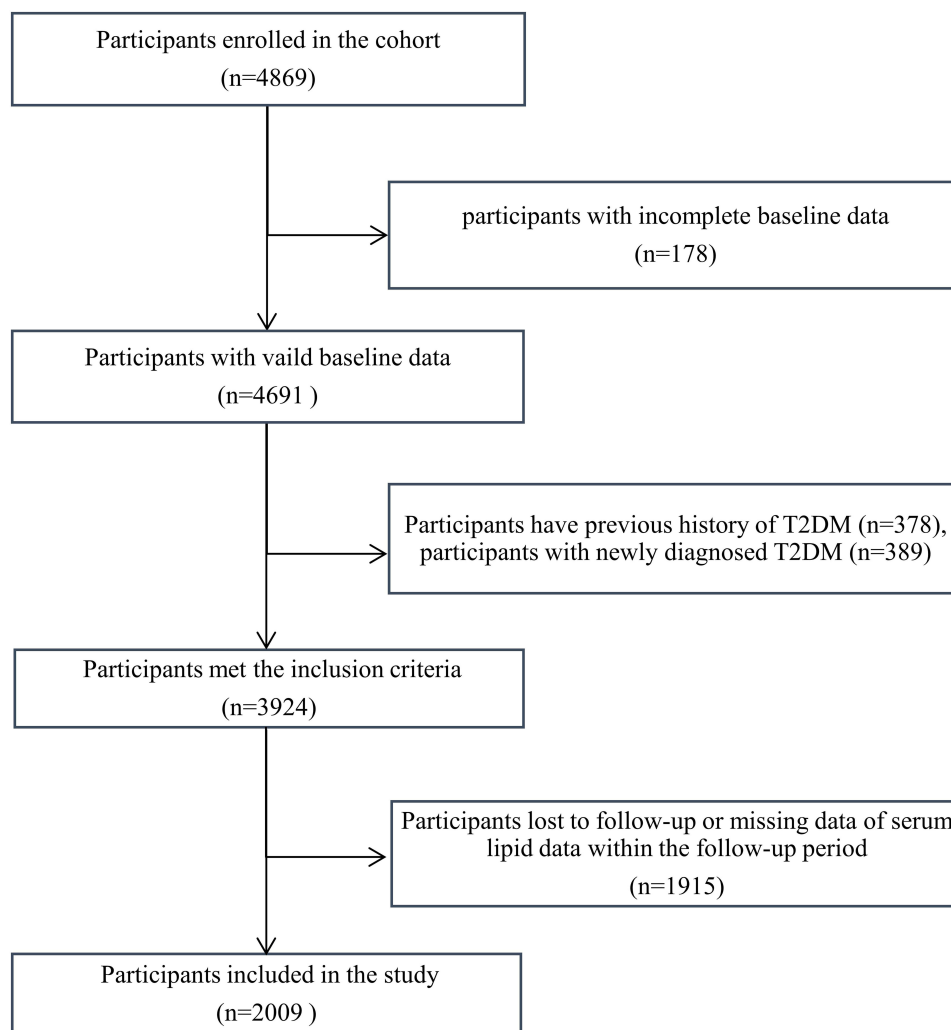 Participants enrolled in the cohort
(n=4869)
participants with incomplete baseline data
(n=178)
Participants with vaild baseline data
(n=4691 )
Participants have previous history of T2DM (n=378),
participants with newly diagnosed T2DM (n=389)
Participants met the inclusion criteria
(n=3924)
Participants lost to follow-up or missing data of serum
lipid data within the follow-up period
(n=1915)
Participants included in the study
(n=2009 )